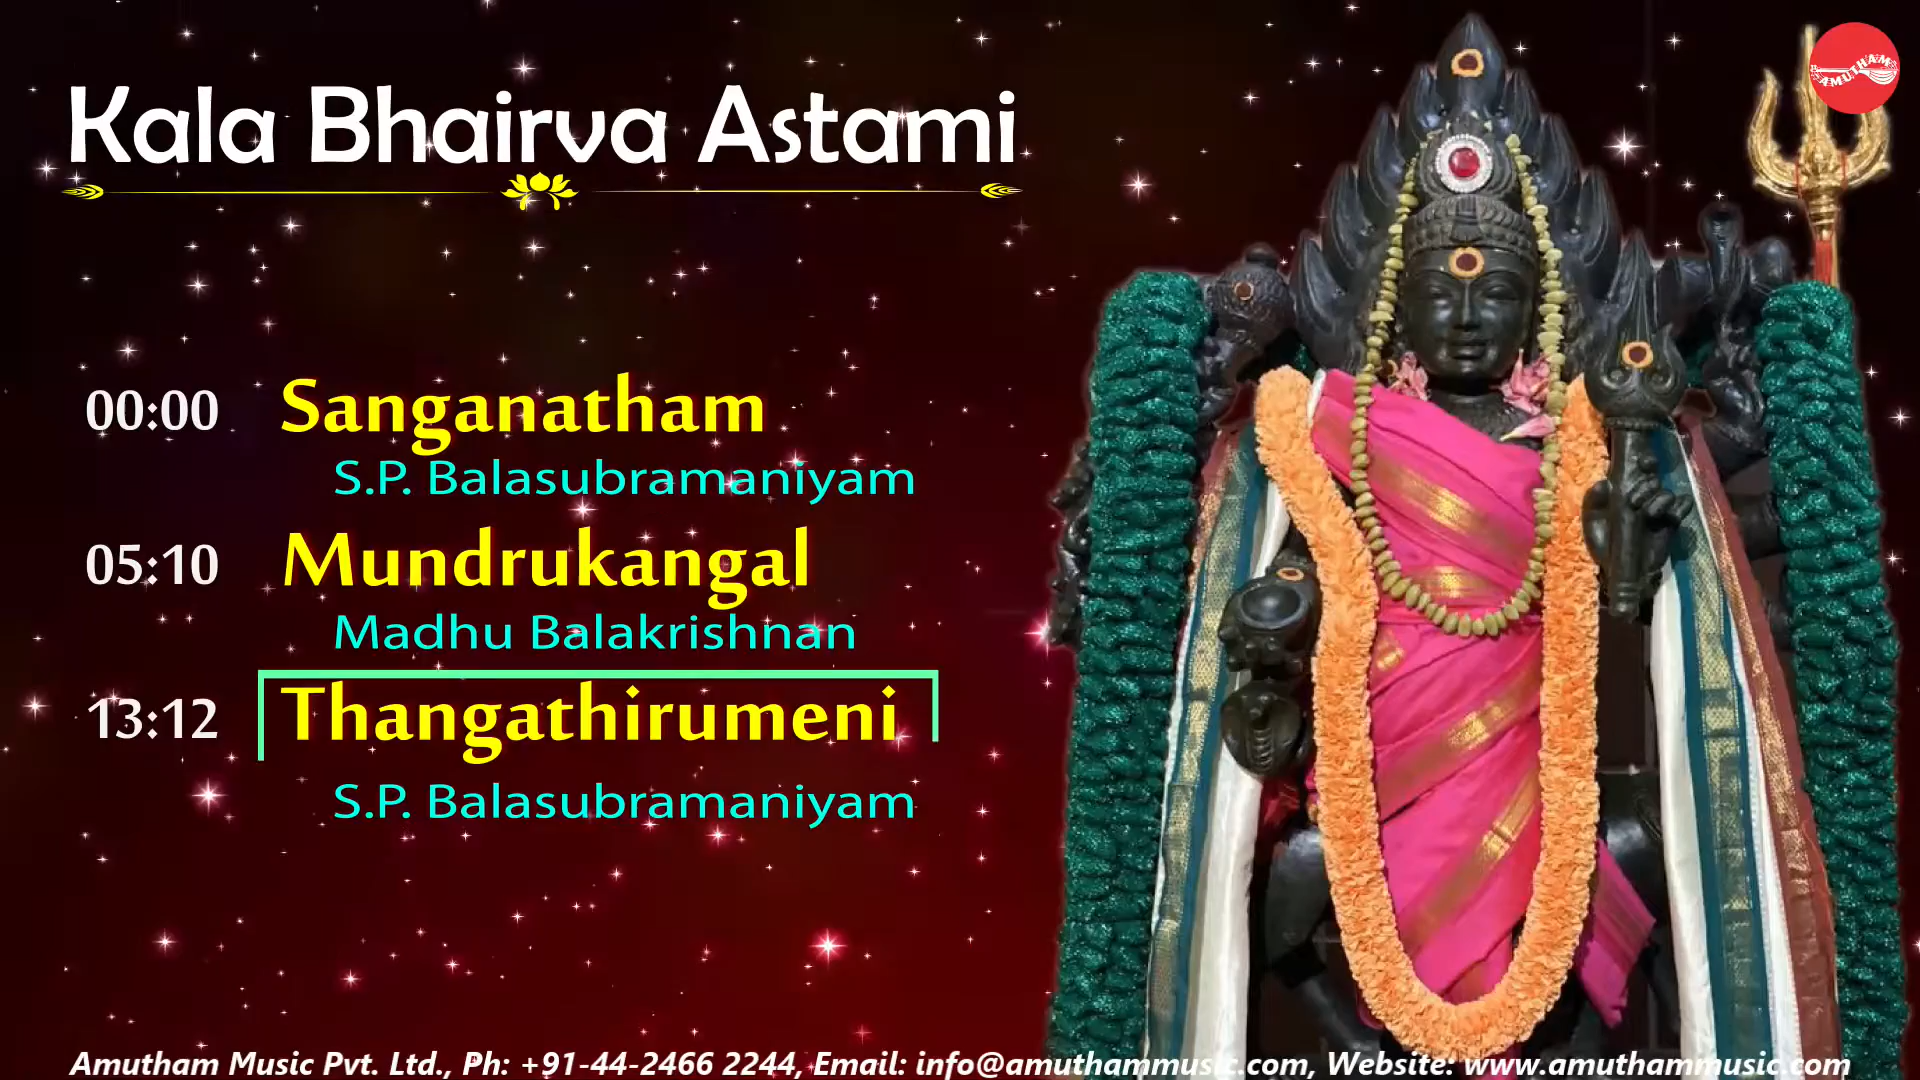 Kala Bhairva Astami
AMUTHAM
00:00 Sanganatham
S.P. Balasubramaniyam
05:10 Mundrukangal
Madhu Balakrishnan
13:12 Thangathirumeni
S.P. Balasubramaniyam
Amutham Music Pvt. Ltd., Ph: +91-44-2466 2244, Email: info@amuthammusic.com, Website: www.amuthammusic.com